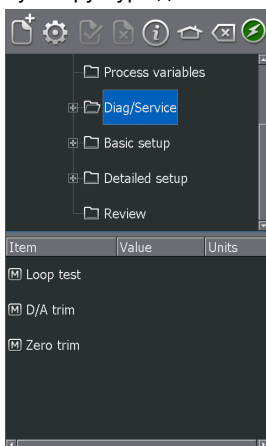 Process variables
Diag/Service
Basic setup
Detailed setup
Review
Item Value Units
M Loop test
M D/A trim
M Zero trim